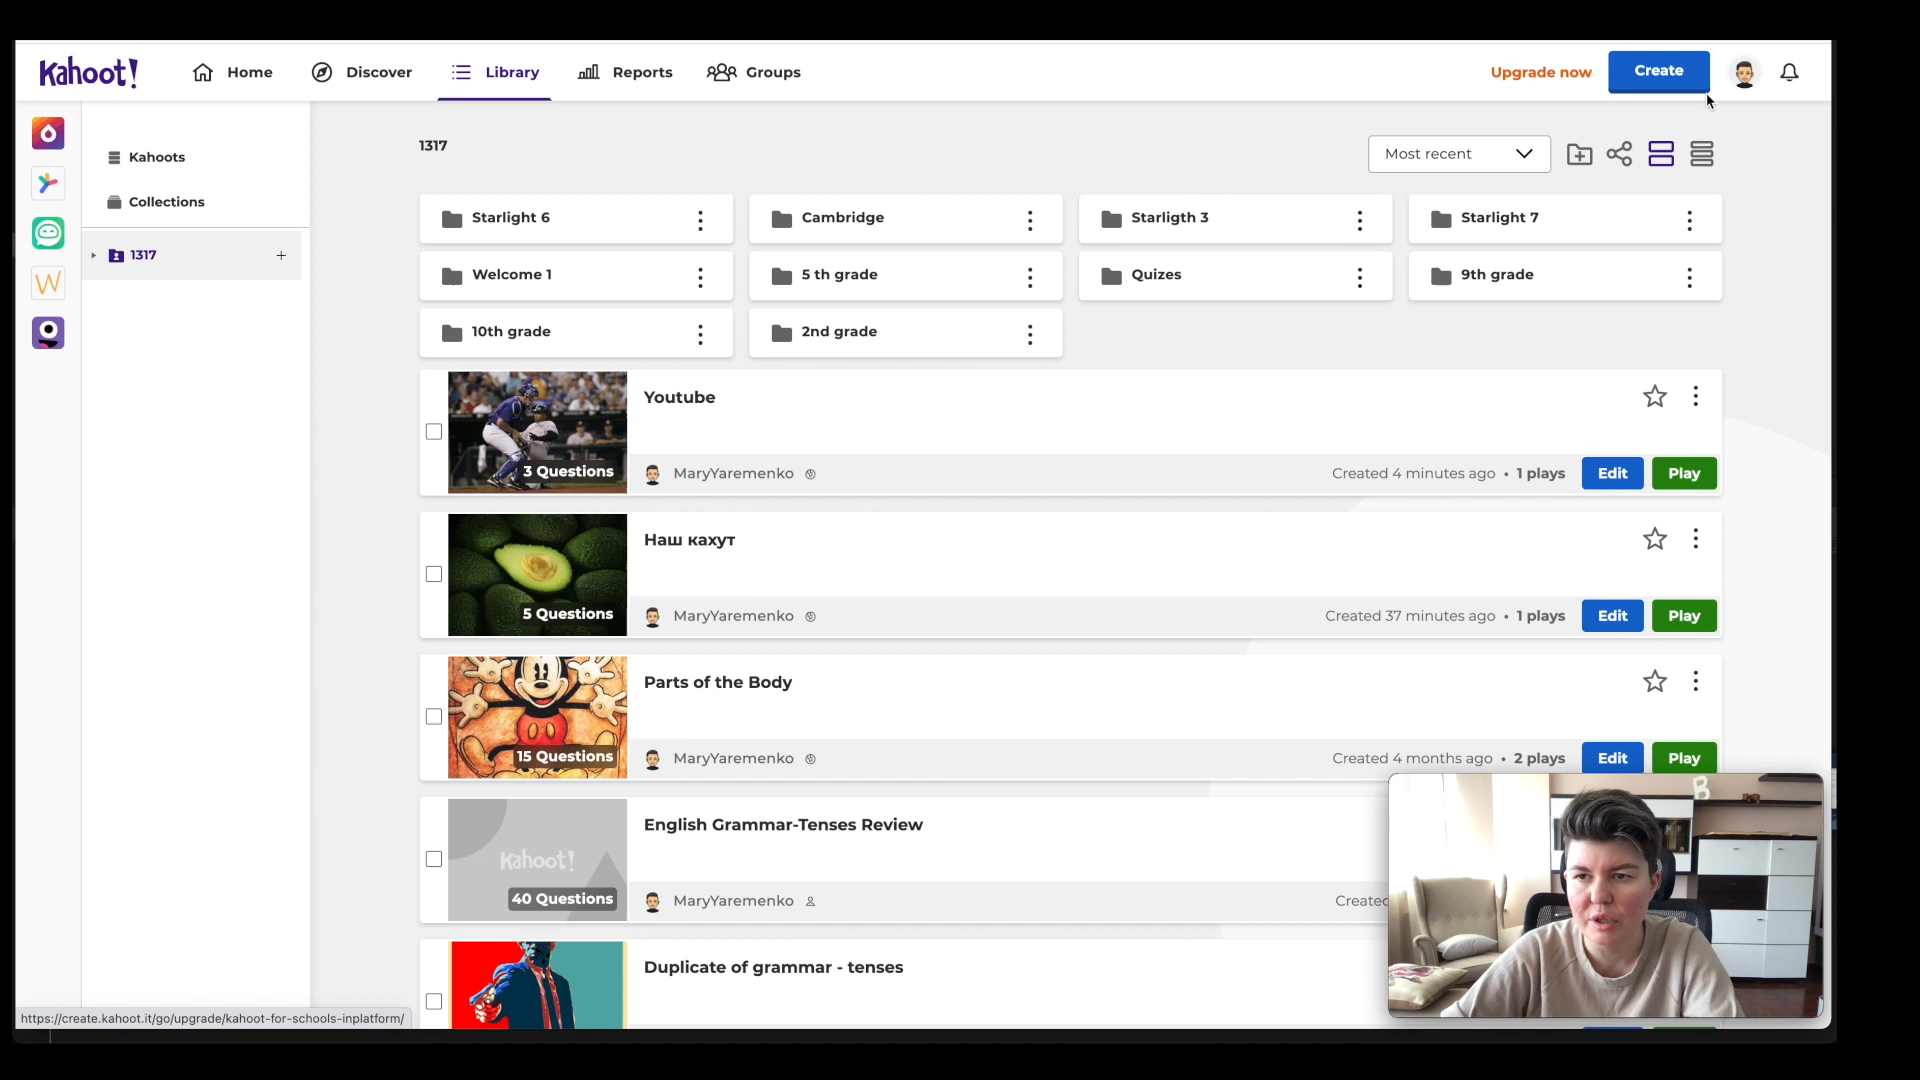 Kahoot!
Home
Discover
Library
Reports
Groups
Upgrade now
Create
Kahoots
Collections
1317
1317
Most recent
Starlight 6
Cambridge
Starligth 3
Starlight 7
Welcome 1
5 th grade
Quizes
9th grade
10th grade
2nd grade
Youtube
3 Questions
MaryYaremenko
Created 4 minutes ago • 1 plays
Edit
Play
Наш кахут
5 Questions
MaryYaremenko
Created 37 minutes ago • 1 plays
Edit
Play
Parts of the Body
15 Questions
MaryYaremenko
Created 4 months ago • 2 plays
Edit
Play
English Grammar-Tenses Review
Kahoot!
40 Questions
MaryYaremenko
Created
Duplicate of grammar - tenses
W
B
https://create.kahoot.it/go/upgrade/kahoot-for-schools-inplatform/